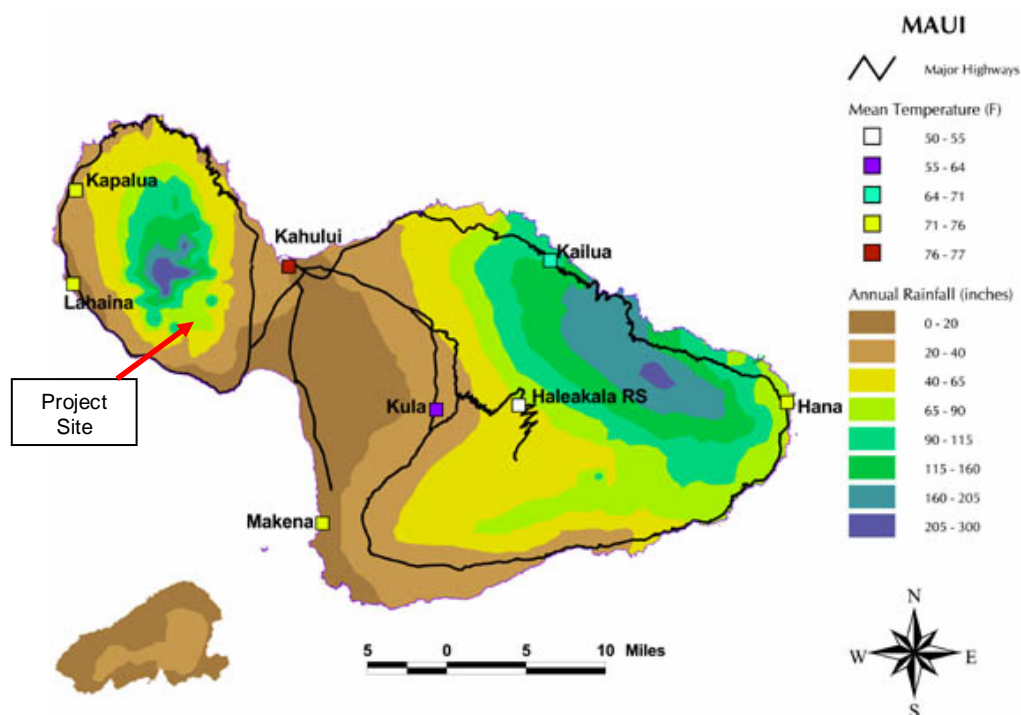 MAUI
Major Highways
Mean Temperature (F)
50 - 55
55 - 64
64 - 71
71 - 76
76 - 77
Annual Rainfall (inches)
0 - 20
20 - 40
40 - 65
65 - 90
90 - 115
115 - 160
160 - 205
205 - 300
Kapalua
Kahului
Kailua
Lahaina
Project
Site
Kula
Haleakala RS
Hana
Makena
5 0 5 10 Miles
N
W E
S